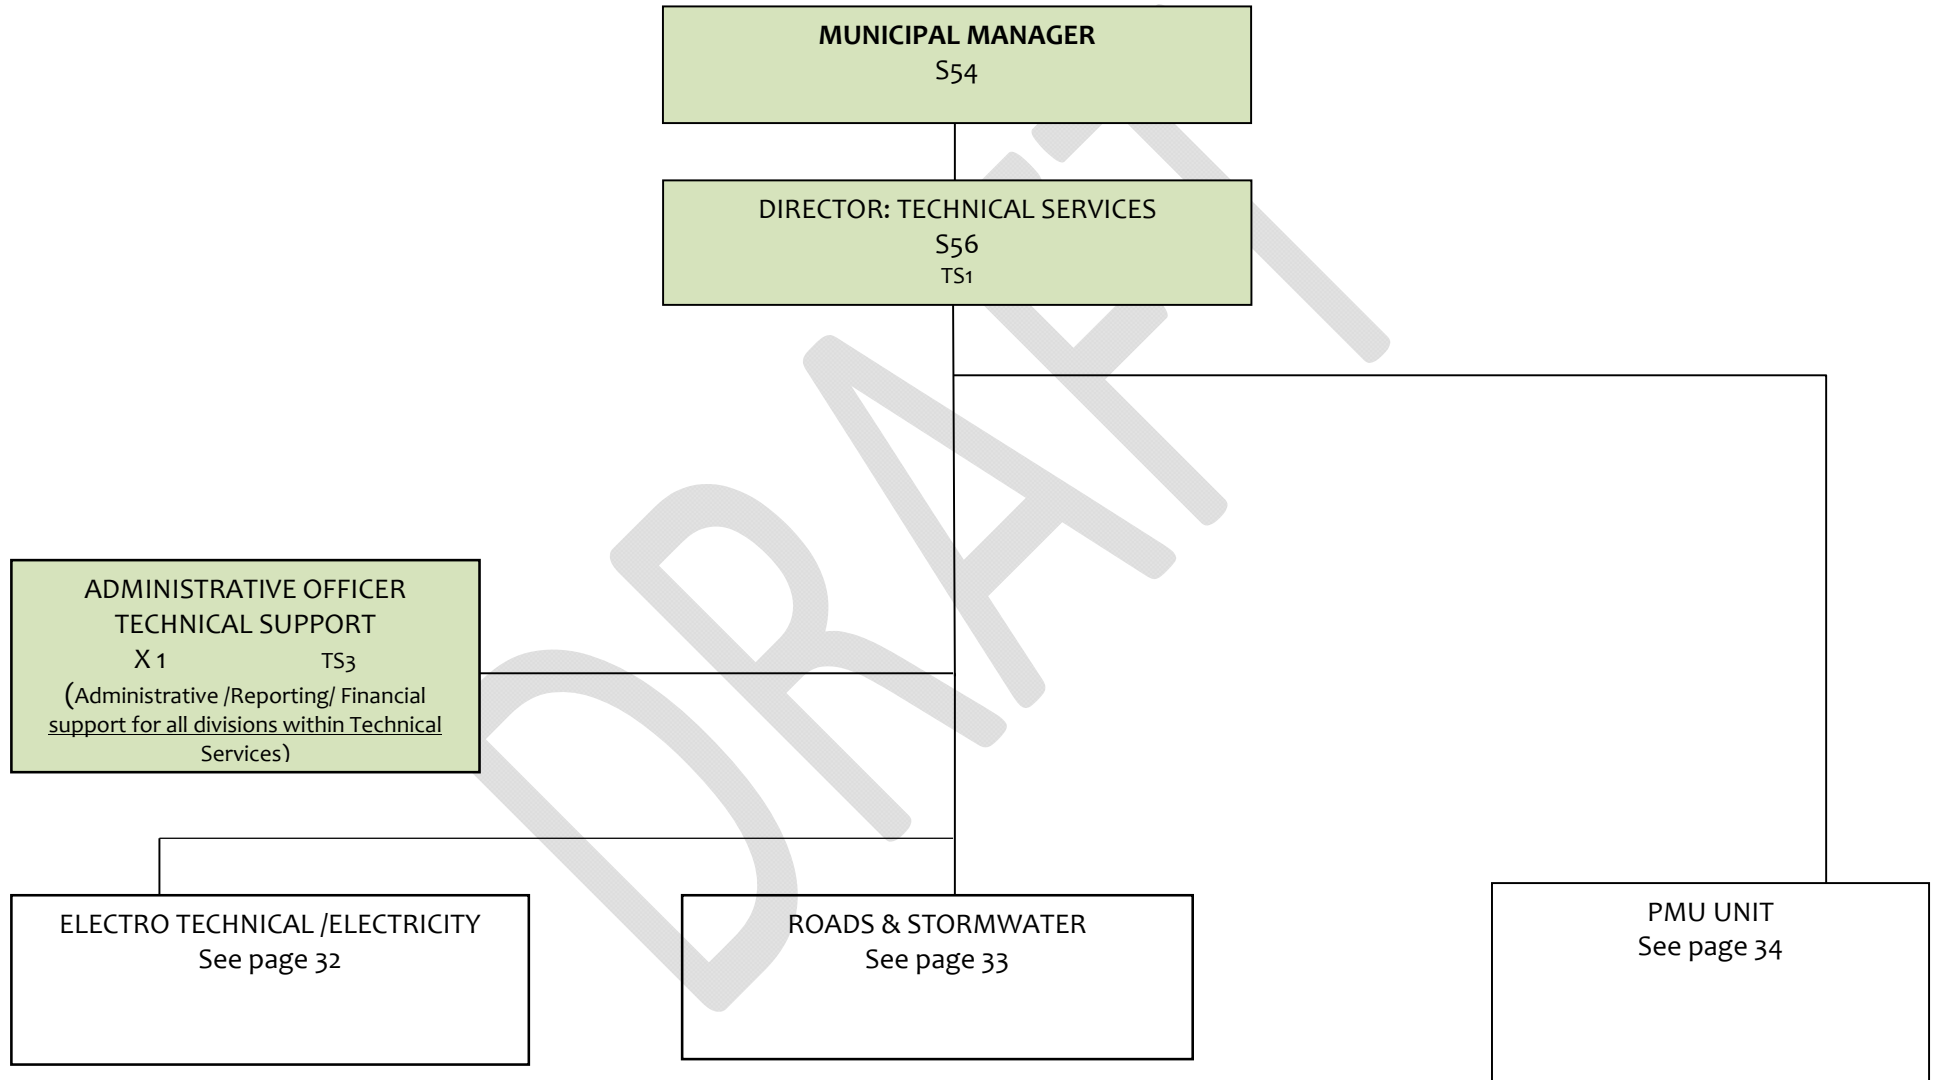 MUNICIPAL MANAGER
S54
DIRECTOR: TECHNICAL SERVICES
S56
TS1
ADMINISTRATIVE OFFICER
TECHNICAL SUPPORT
X 1 TS3
(Administrative /Reporting/ Financial
support for all divisions within Technical
Services)
ELECTRO TECHNICAL /ELECTRICITY
See page 32
ROADS & STORMWATER
See page 33
PMU UNIT
See page 34
DRAFT